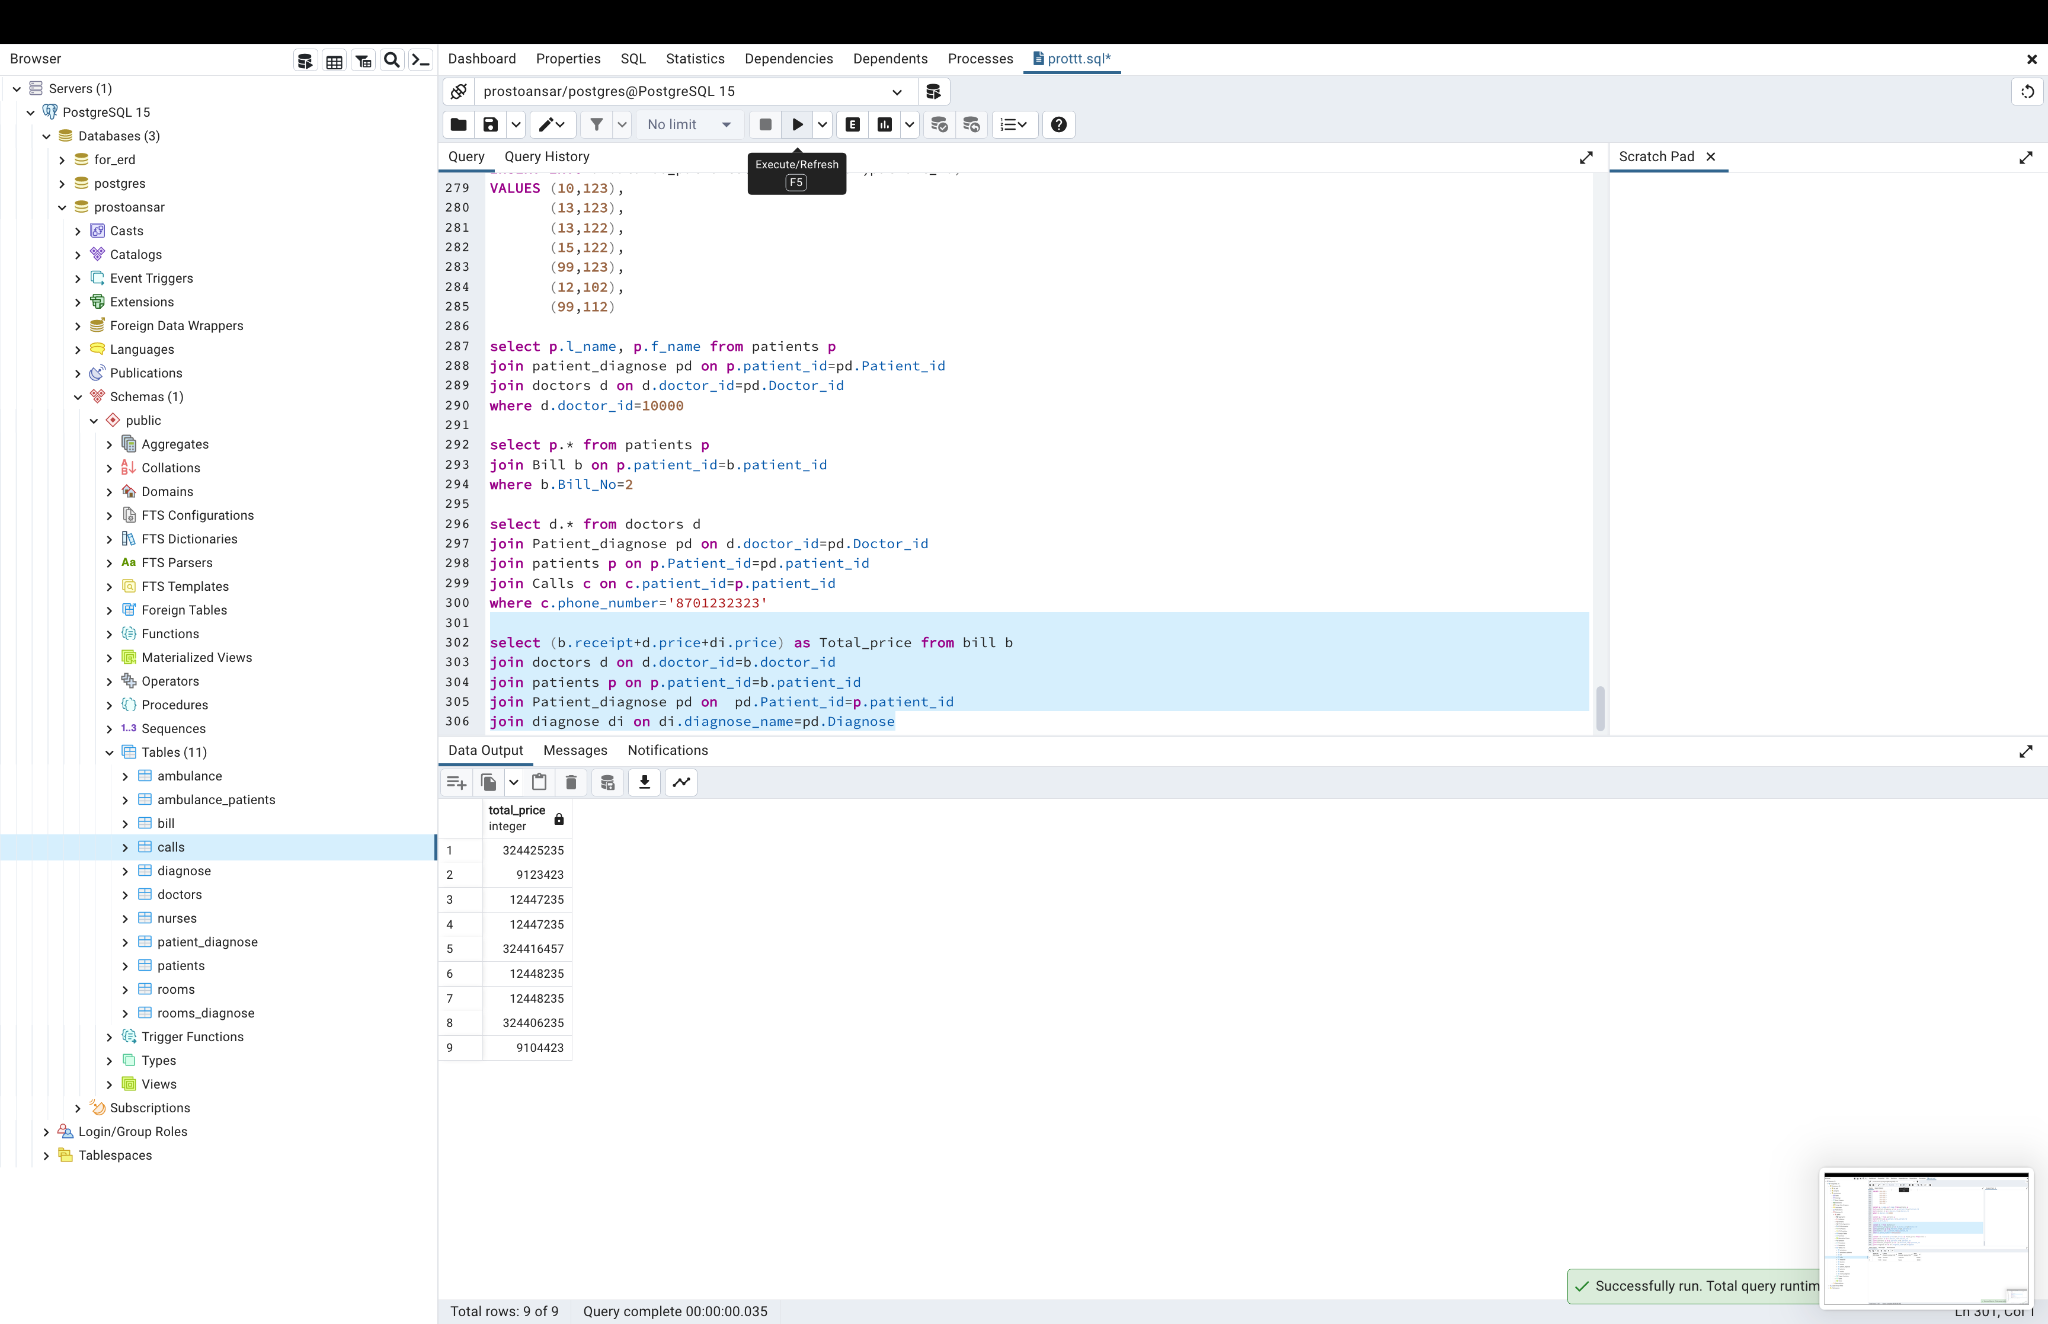 Browser
Servers (1)
PostgreSQL 15
Databases (3)
for_erd
postgres
prostoansar
Casts
Catalogs
Event Triggers
Extensions
Foreign Data Wrappers
Languages
Publications
Schemas (1)
public
Aggregates
Collations
Domains
FTS Configurations
FTS Dictionaries
Aa FTS Parsers
FTS Templates
Foreign Tables
Functions
Materialized Views
Operators
Procedures
1..3 Sequences
Tables (11)
ambulance
ambulance_patients
bill
calls
diagnose
doctors
nurses
patient_diagnose
patients
rooms
rooms_diagnose
Trigger Functions
Types
Views
Subscriptions
Login/Group Roles
Tablespaces
Dashboard Properties SQL Statistics Dependencies Dependents Processes prottt.sql*
prostoansar/postgres@PostgreSQL 15
No limit
E
Query Query History
Execute/Refresh
F5
Scratch Pad
279 VALUES (10,123),
280 (13,123),
281 (13,122),
282 (15,122),
283 (99,123),
284 (12,102),
285 (99,112)
286
287 select p.l_name, p.f_name from patients p
288 join patient_diagnose pd on p.patient_id=pd.Patient_id
289 join doctors d on d.doctor_id=pd.Doctor_id
290 where d.doctor_id=10000
291
292 select p.* from patients p
293 join Bill b on p.patient_id=b.patient_id
294 where b.Bill_No=2
295
296 select d.* from doctors d
297 join Patient_diagnose pd on d.doctor_id=pd.Doctor_id
298 join patients p on p.Patient_id=pd.patient_id
299 join Calls c on c.patient_id=p.patient_id
300 where c.phone_number='8701232323'
301
302 select (b.receipt+d.price+di.price) as Total_price from bill b
303 join doctors d on d.doctor_id=b.doctor_id
304 join patients p on p.patient_id=b.patient_id
305 join Patient_diagnose pd on  pd.Patient_id=p.patient_id
306 join diagnose di on di.diagnose_name=pd.Diagnose
Data Output Messages Notifications
total_price
integer
1 324425235
2 9123423
3 12447235
4 12447235
5 324416457
6 12448235
7 12448235
8 324406235
9 9104423
Successfully run. Total query runtim
Total rows: 9 of 9 Query complete 00:00:00.035
Ln 301, Col 1